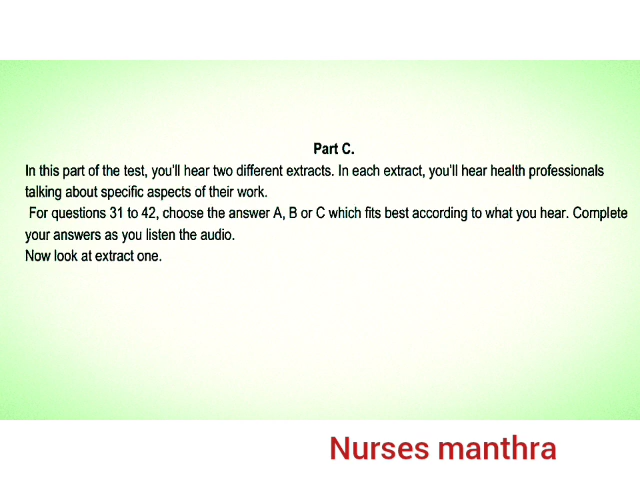 Part C.
In this part of the test, you'll hear two different extracts. In each extract, you'll hear health professionals
talking about specific aspects of their work.
For questions 31 to 42, choose the answer A, B or C which fits best according to what you hear. Complete
your answers as you listen the audio.
Now look at extract one.
Nurses manthra